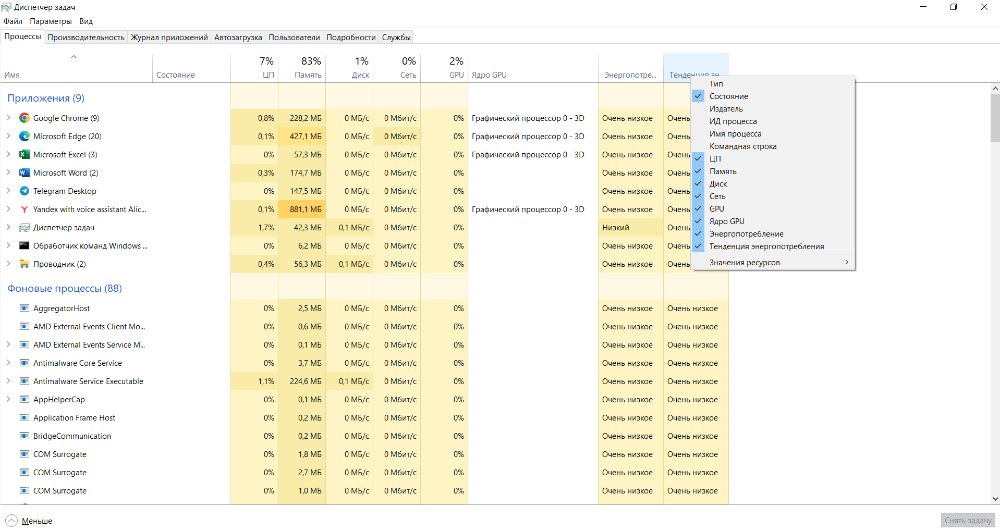 Диспетчер задач
Файл Параметры Вид
Процессы Производительность Журнал приложений Автозагрузка Пользователи Подробности Службы
7% 83% 1% 0% 2%
Имя Состояние ЦП Память Диск Сеть GPU Ядро GPU Энергопотре... Тенденция эн...
Приложения (9)
Google Chrome (9) 0,8% 228,2 МБ 0 МБ/с 0 Мбит/с 0% Графический процессор 0 - 3D Очень низкое Очень
Microsoft Edge (20) 0,1% 427,1 МБ 0 МБ/с 0 Мбит/с 0% Графический процессор 0 - 3D Очень низкое Очень
Microsoft Excel (3) 0% 57,3 МБ 0 МБ/с 0 Мбит/с 0% Графический процессор 0 - 3D Очень низкое Очень
Microsoft Word (2) 0,3% 174,7 МБ 0 МБ/с 0 Мбит/с 0% Очень низкое Очень
Telegram Desktop 0% 147,5 МБ 0 МБ/с 0 Мбит/с 0% Очень низкое Очень
Yandex with voice assistant Alic... 0,1% 881,1 МБ 0 МБ/с 0 Мбит/с 0% Графический процессор 0 - 3D Очень низкое Очень
Диспетчер задач 1,7% 42,3 МБ 0,1 МБ/с 0 Мбит/с 0% Низкий Очень
Обработчик команд Windows ... 0% 6,2 МБ 0 МБ/с 0 Мбит/с 0% Очень низкое Очень
Проводник (2) 0,4% 56,3 МБ 0,1 МБ/с 0 Мбит/с 0% Очень низкое Очень
Тип
Состояние
Издатель
ИД процесса
Имя процесса
Командная строка
ЦП
Память
Диск
Сеть
GPU
Ядро GPU
Энергопотребление
Тенденция энергопотребления
Значения ресурсов
Фоновые процессы (88)
AggregatorHost 0% 2,5 МБ 0 МБ/с 0 Мбит/с 0% Очень низкое Очень низкое
AMD External Events Client Mo... 0% 0,6 МБ 0 МБ/с 0 Мбит/с 0% Очень низкое Очень низкое
AMD External Events Service M... 0% 0,1 МБ 0 МБ/с 0 Мбит/с 0% Очень низкое Очень низкое
Antimalware Core Service 0% 3,7 МБ 0 МБ/с 0 Мбит/с 0% Очень низкое Очень низкое
Antimalware Service Executable 1,1% 224,6 МБ 0,1 МБ/с 0 Мбит/с 0% Очень низкое Очень низкое
AppHelperCap 0% 0,1 МБ 0 МБ/с 0 Мбит/с 0% Очень низкое Очень низкое
Application Frame Host 0% 0,2 МБ 0 МБ/с 0 Мбит/с 0% Очень низкое Очень низкое
BridgeCommunication 0% 0,2 МБ 0 МБ/с 0 Мбит/с 0% Очень низкое Очень низкое
COM Surrogate 0% 1,8 МБ 0 МБ/с 0 Мбит/с 0% Очень низкое Очень низкое
COM Surrogate 0% 2,7 МБ 0 МБ/с 0 Мбит/с 0% Очень низкое Очень низкое
COM Surrogate 0% 1,0 МБ 0 МБ/с 0 Мбит/с 0% Очень низкое Очень низкое
Меньше Снять задачу